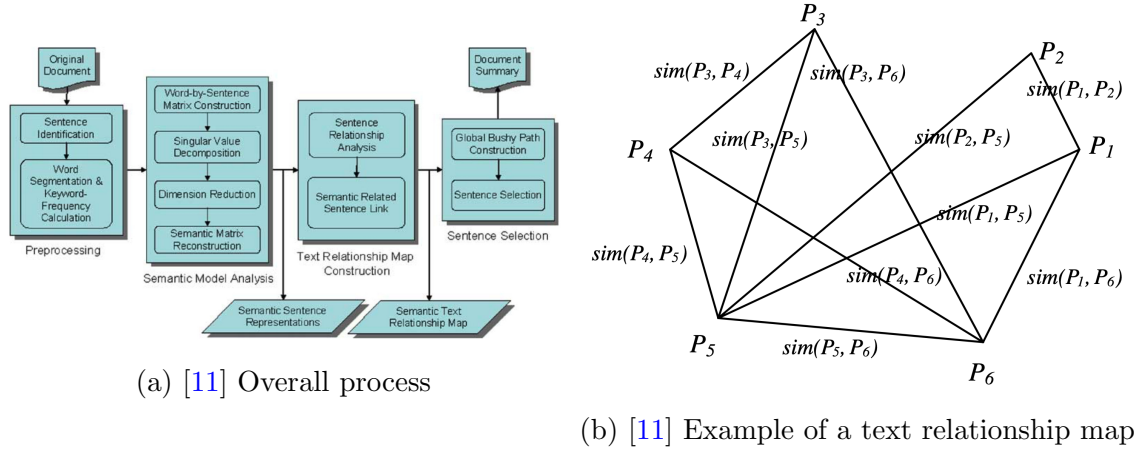 Original
Document
Sentence
Identification
Word
Segmentation &
Keyword-
Frequency
Calculation
Preprocessing
Word-by-Sentence
Matrix Construction
Singular Value
Decomposition
Dimension Reduction
Semantic Matrix
Reconstruction
Semantic Model Analysis
Sentence
Relationship
Analysis
Semantic Related
Sentence Link
Text Relationship Map
Construction
Document
Summary
Global Bushy Path
Construction
Sentence Selection
Sentence Selection
Semantic Sentence
Representations
Semantic Text
Relationship Map
(a) [11] Overall process
P3
P2
sim(P3, P4)
sim(P3, P6)
sim(P1, P2)
P4
sim(P3, P5)
sim(P2, P5)
P1
sim(P1, P5)
sim(P4, P5)
sim(P4, P6)
sim(P1, P6)
P5
sim(P5, P6)
P6
(b) [11] Example of a text relationship map